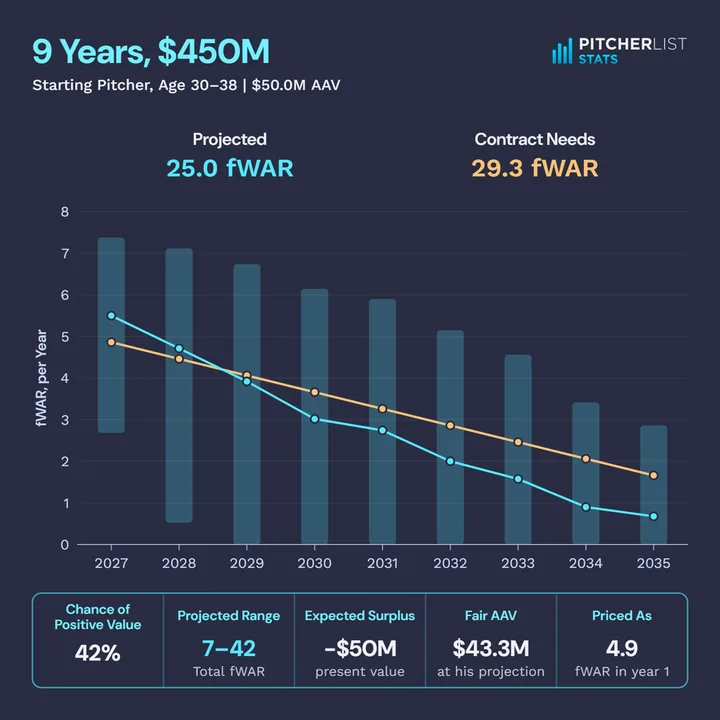 9 Years, $450M
PITCHERLIST
STATS
Starting Pitcher, Age 30–38 | $50.0M AAV
Projected
25.0 fWAR
Contract Needs
29.3 fWAR
fWAR, per Year
8
7
6
5
4
3
2
1
0
2027 2028 2029 2030 2031 2032 2033 2034 2035
Chance of
Positive Value
42%
Projected Range
7–42
Total fWAR
Expected Surplus
-$50M
present value
Fair AAV
$43.3M
at his projection
Priced As
4.9
fWAR in year 1